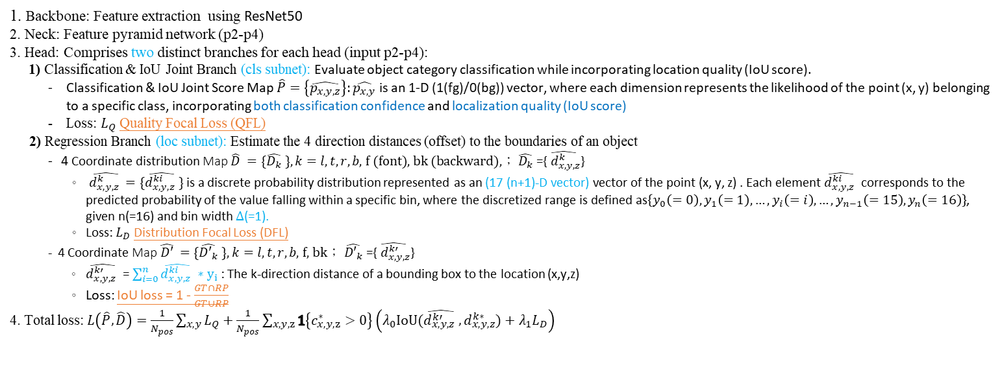 1. Backbone: Feature extraction using ResNet50
2. Neck: Feature pyramid network (p2-p4)
3. Head: Comprises two distinct branches for each head (input p2-p4):
1) Classification & IoU Joint Branch (cls subnet): Evaluate object category classification while incorporating location quality (IoU score).
- Classification & IoU Joint Score Map $\hat{P} = \{\widehat{p_{x,y,z}}\}$: $\widehat{p_{x,y}}$ is an 1-D (1(fg)/0(bg)) vector, where each dimension represents the likelihood of the point (x, y) belonging
to a specific class, incorporating both classification confidence and localization quality (IoU score)
- Loss: $L_Q$ Quality Focal Loss (QFL)
2) Regression Branch (loc subnet): Estimate the 4 direction distances (offset) to the boundaries of an object
- 4 Coordinate distribution Map $\hat{D} = \{\widehat{D_k}\}, k = l, t, r, b$, f (font), bk (backward), ; $\widehat{D_k}$ ={ $\widehat{d^{k}_{x,y,z}}$}
◦ $\widehat{d^{k}_{x,y,z}} = \{\widehat{d^{ki}_{x,y,z}}\}$ is a discrete probability distribution represented as an (17 (n+1)-D vector) vector of the point (x, y, z) . Each element $\widehat{d^{ki}_{x,y,z}}$ corresponds to the
predicted probability of the value falling within a specific bin, where the discretized range is defined as$\{y_0(= 0), y_1(= 1), \ldots, y_i(= i), \ldots, y_{n-1}(= 15), y_n(= 16)\}$,
given n(=16) and bin width Δ(=1).
◦ Loss: $L_D$ Distribution Focal Loss (DFL)
- 4 Coordinate Map $\widehat{D'} = \{\widehat{D'_k}\}, k = l, t, r, b$, f, bk ; $\widehat{D'_k}$ ={ $\widehat{d^{k\prime}_{x,y,z}}$}
◦ $\widehat{d^{k\prime}_{x,y,z}} = \sum_{i=0}^{n} \widehat{d^{ki}_{x,y,z}} * y_i$ : The k-direction distance of a bounding box to the location (x,y,z)
◦ Loss: IoU loss = 1 - $\frac{GT \cap RP}{GT \cup RP}$
4. Total loss: $L(\hat{P}, \hat{D}) = \frac{1}{N_{pos}} \sum_{x,y} L_Q + \frac{1}{N_{pos}} \sum_{x,y,z} \mathbf{1}\{c^*_{x,y,z} > 0\} \left(\lambda_0 \mathrm{IoU}(\widehat{d^{k\prime}_{x,y,z}}, d^{k*}_{x,y,z}) + \lambda_1 L_D\right)$